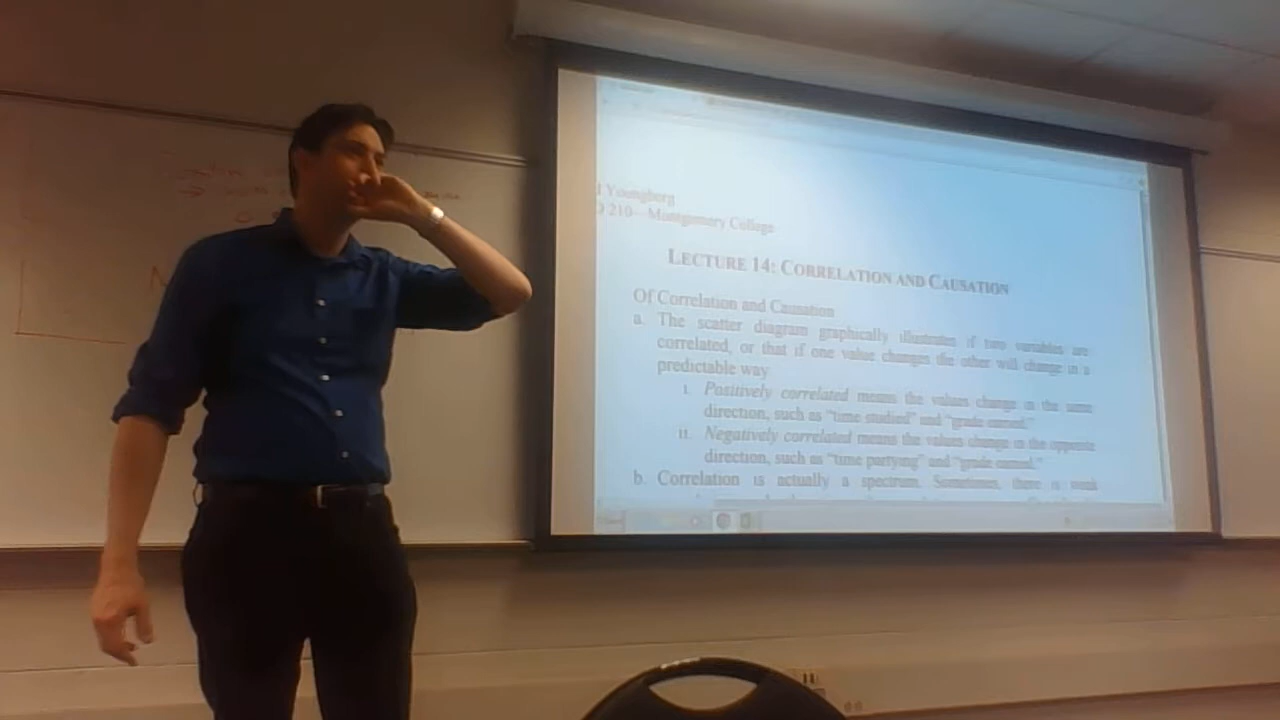 Youngberg
210– Montgomery College
LECTURE 14: CORRELATION AND CAUSATION
Of Correlation and Causation
a. The scatter diagram graphically illustrates if two variables are
correlated, or that if one value changes the other will change in a
predictable way
i. Positively correlated means the values change in the same
direction, such as "time studied" and "grade earned."
ii. Negatively correlated means the values change in the opposite
direction, such as "time partying" and "grade earned."
b. Correlation is actually a spectrum. Sometimes, there is weak